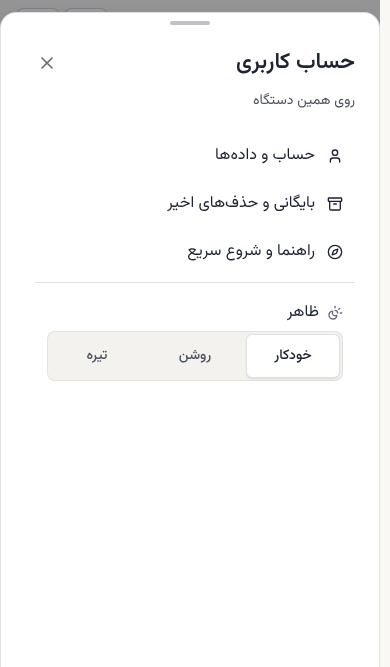 حساب کاربری
روی همین دستگاه
حساب و داده‌ها
بایگانی و حذف‌های اخیر
راهنما و شروع سریع
ظاهر
خودکار
روشن
تیره